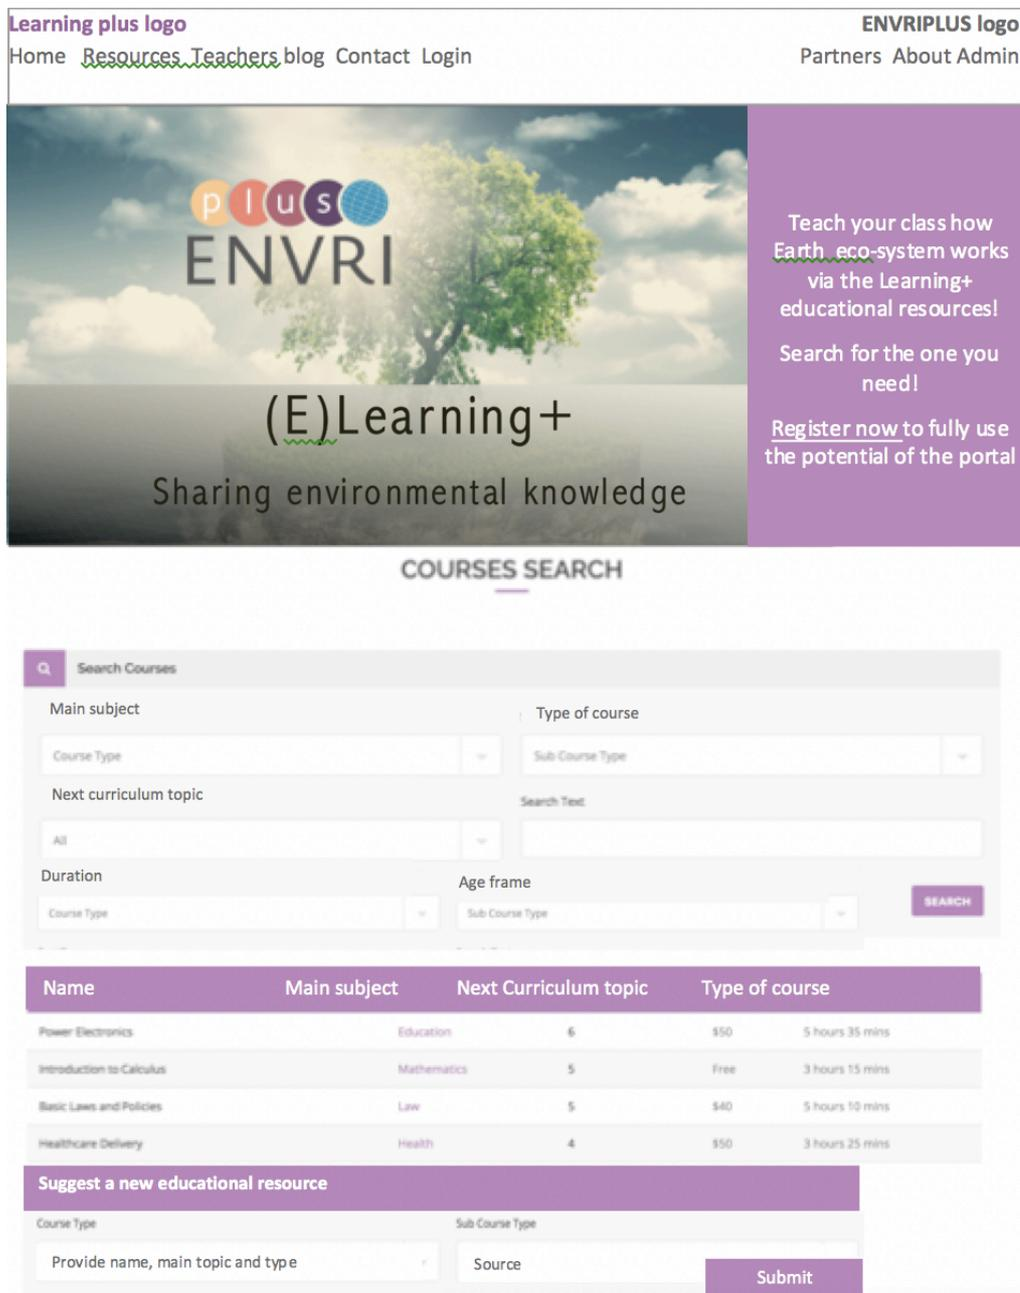 Learning plus logo
ENVRIPLUS logo
Home Resources Teachers blog Contact Login
Partners About Admin
plus
ENVRI
(E)Learning+
Sharing environmental knowledge
Teach your class how
Earth eco-system works
via the Learning+
educational resources!
Search for the one you
need!
Register now to fully use
the potential of the portal
COURSES SEARCH
Search Courses
Main subject
Type of course
Course Type
Sub Course Type
Next curriculum topic
Search Text
All
Duration
Age frame
Course Type
Sub Course Type
SEARCH
Name Main subject Next Curriculum topic Type of course
Power Electronics Education 6 $50 5 hours 35 mins
Introduction to Calculus Mathematics 5 Free 3 hours 15 mins
Basic Laws and Policies Law 5 $40 5 hours 10 mins
Healthcare Delivery Health 4 $50 3 hours 25 mins
Suggest a new educational resource
Course Type
Sub Course Type
Provide name, main topic and type
Source
Submit